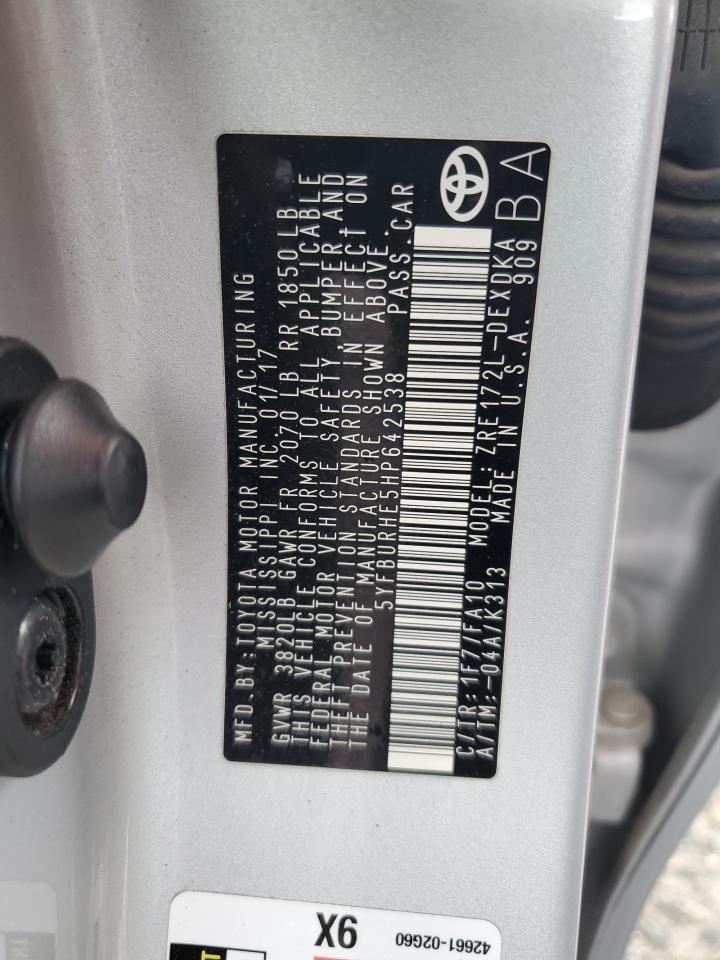 MFD BY:TOYOTA MOTOR MANUFACTURING
MISSISSIPPI INC. 01/17
GVWR 3820LB GAWR FR 2070 LB RR 1850 LB
THIS VEHICLE CONFORMS TO ALL APPLICABLE
FEDERAL MOTOR VEHICLE SAFETY, BUMPER, AND
THEFT PREVENTION STANDARDS IN EFFECT ON
THE DATE OF MANUFACTURE SHOWN ABOVE.
5YFBURHE5HP642538 PASS. CAR
C/TR:1F7/FA10 MODEL:ZRE172L-DEXDKA
A/TM:-04A/K313 MADE IN U.S.A. 909
BA
9X
42661-02G60